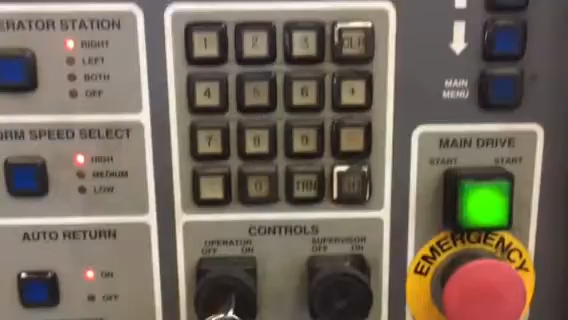 ERATOR STATION
RIGHT
LEFT
BOTH
OFF
ORM SPEED SELECT
HIGH
MEDIUM
LOW
AUTO RETURN
ON
OFF
1 2 3 CLR
4 5 6 +
7 8 9
0 TRN
CONTROLS
OPERATOR SUPERVISOR
OFF ON OFF ON
MAIN
MENU
MAIN DRIVE
START START
EMERGENCY